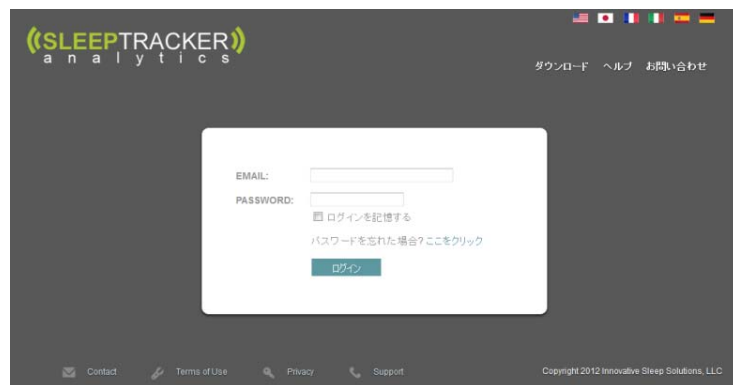 ((SLEEPTRACKER))
analytics
ダウンロード ヘルプ お問い合わせ
EMAIL:
PASSWORD:
ログインを記憶する
パスワードを忘れた場合?ここをクリック
ログイン
Contact Terms of Use Privacy Support Copyright 2012 Innovative Sleep Solutions, LLC